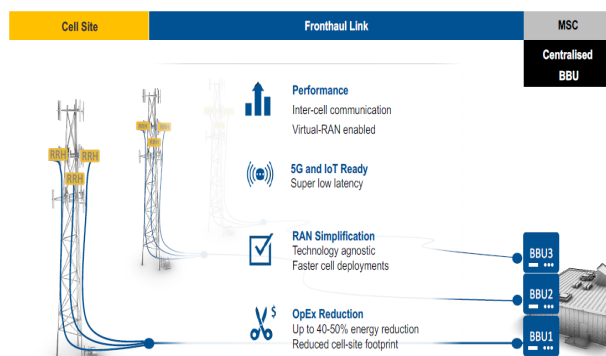 Cell Site
Fronthaul Link
MSC
Centralised
BBU
Performance
Inter-cell communication
Virtual-RAN enabled
5G and IoT Ready
Super low latency
RAN Simplification
Technology agnostic
Faster cell deployments
$
OpEx Reduction
Up to 40-50% energy reduction
Reduced cell-site footprint
RRH
RRH
RRH
BBU3
BBU2
BBU1